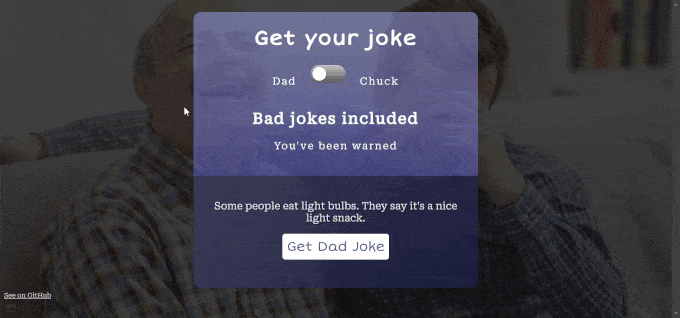 Get your joke
Dad Chuck
Bad jokes included
You've been warned
Some people eat light bulbs. They say it's a nice
light snack.
Get Dad Joke
See on GitHub